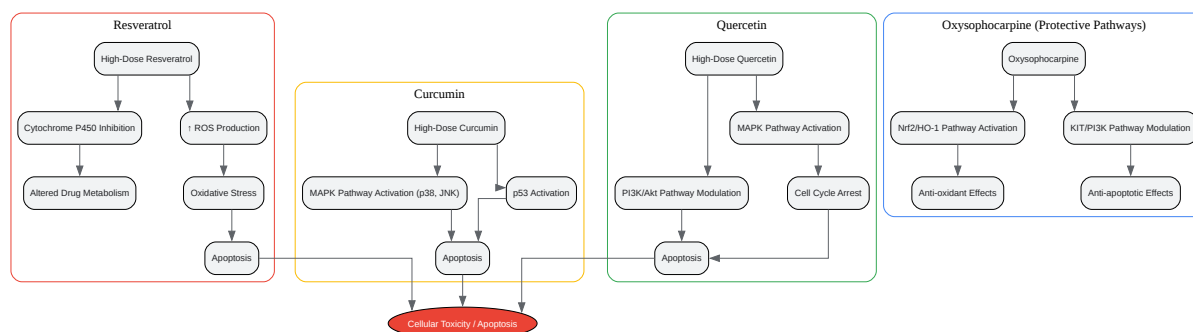 Resveratrol
High-Dose Resveratrol
Cytochrome P450 Inhibition
↑ ROS Production
Altered Drug Metabolism
Oxidative Stress
Apoptosis
Curcumin
High-Dose Curcumin
MAPK Pathway Activation (p38, JNK)
p53 Activation
Apoptosis
Quercetin
High-Dose Quercetin
MAPK Pathway Activation
PI3K/Akt Pathway Modulation
Cell Cycle Arrest
Apoptosis
Oxysophocarpine (Protective Pathways)
Oxysophocarpine
Nrf2/HO-1 Pathway Activation
KIT/PI3K Pathway Modulation
Anti-oxidant Effects
Anti-apoptotic Effects
Cellular Toxicity / Apoptosis